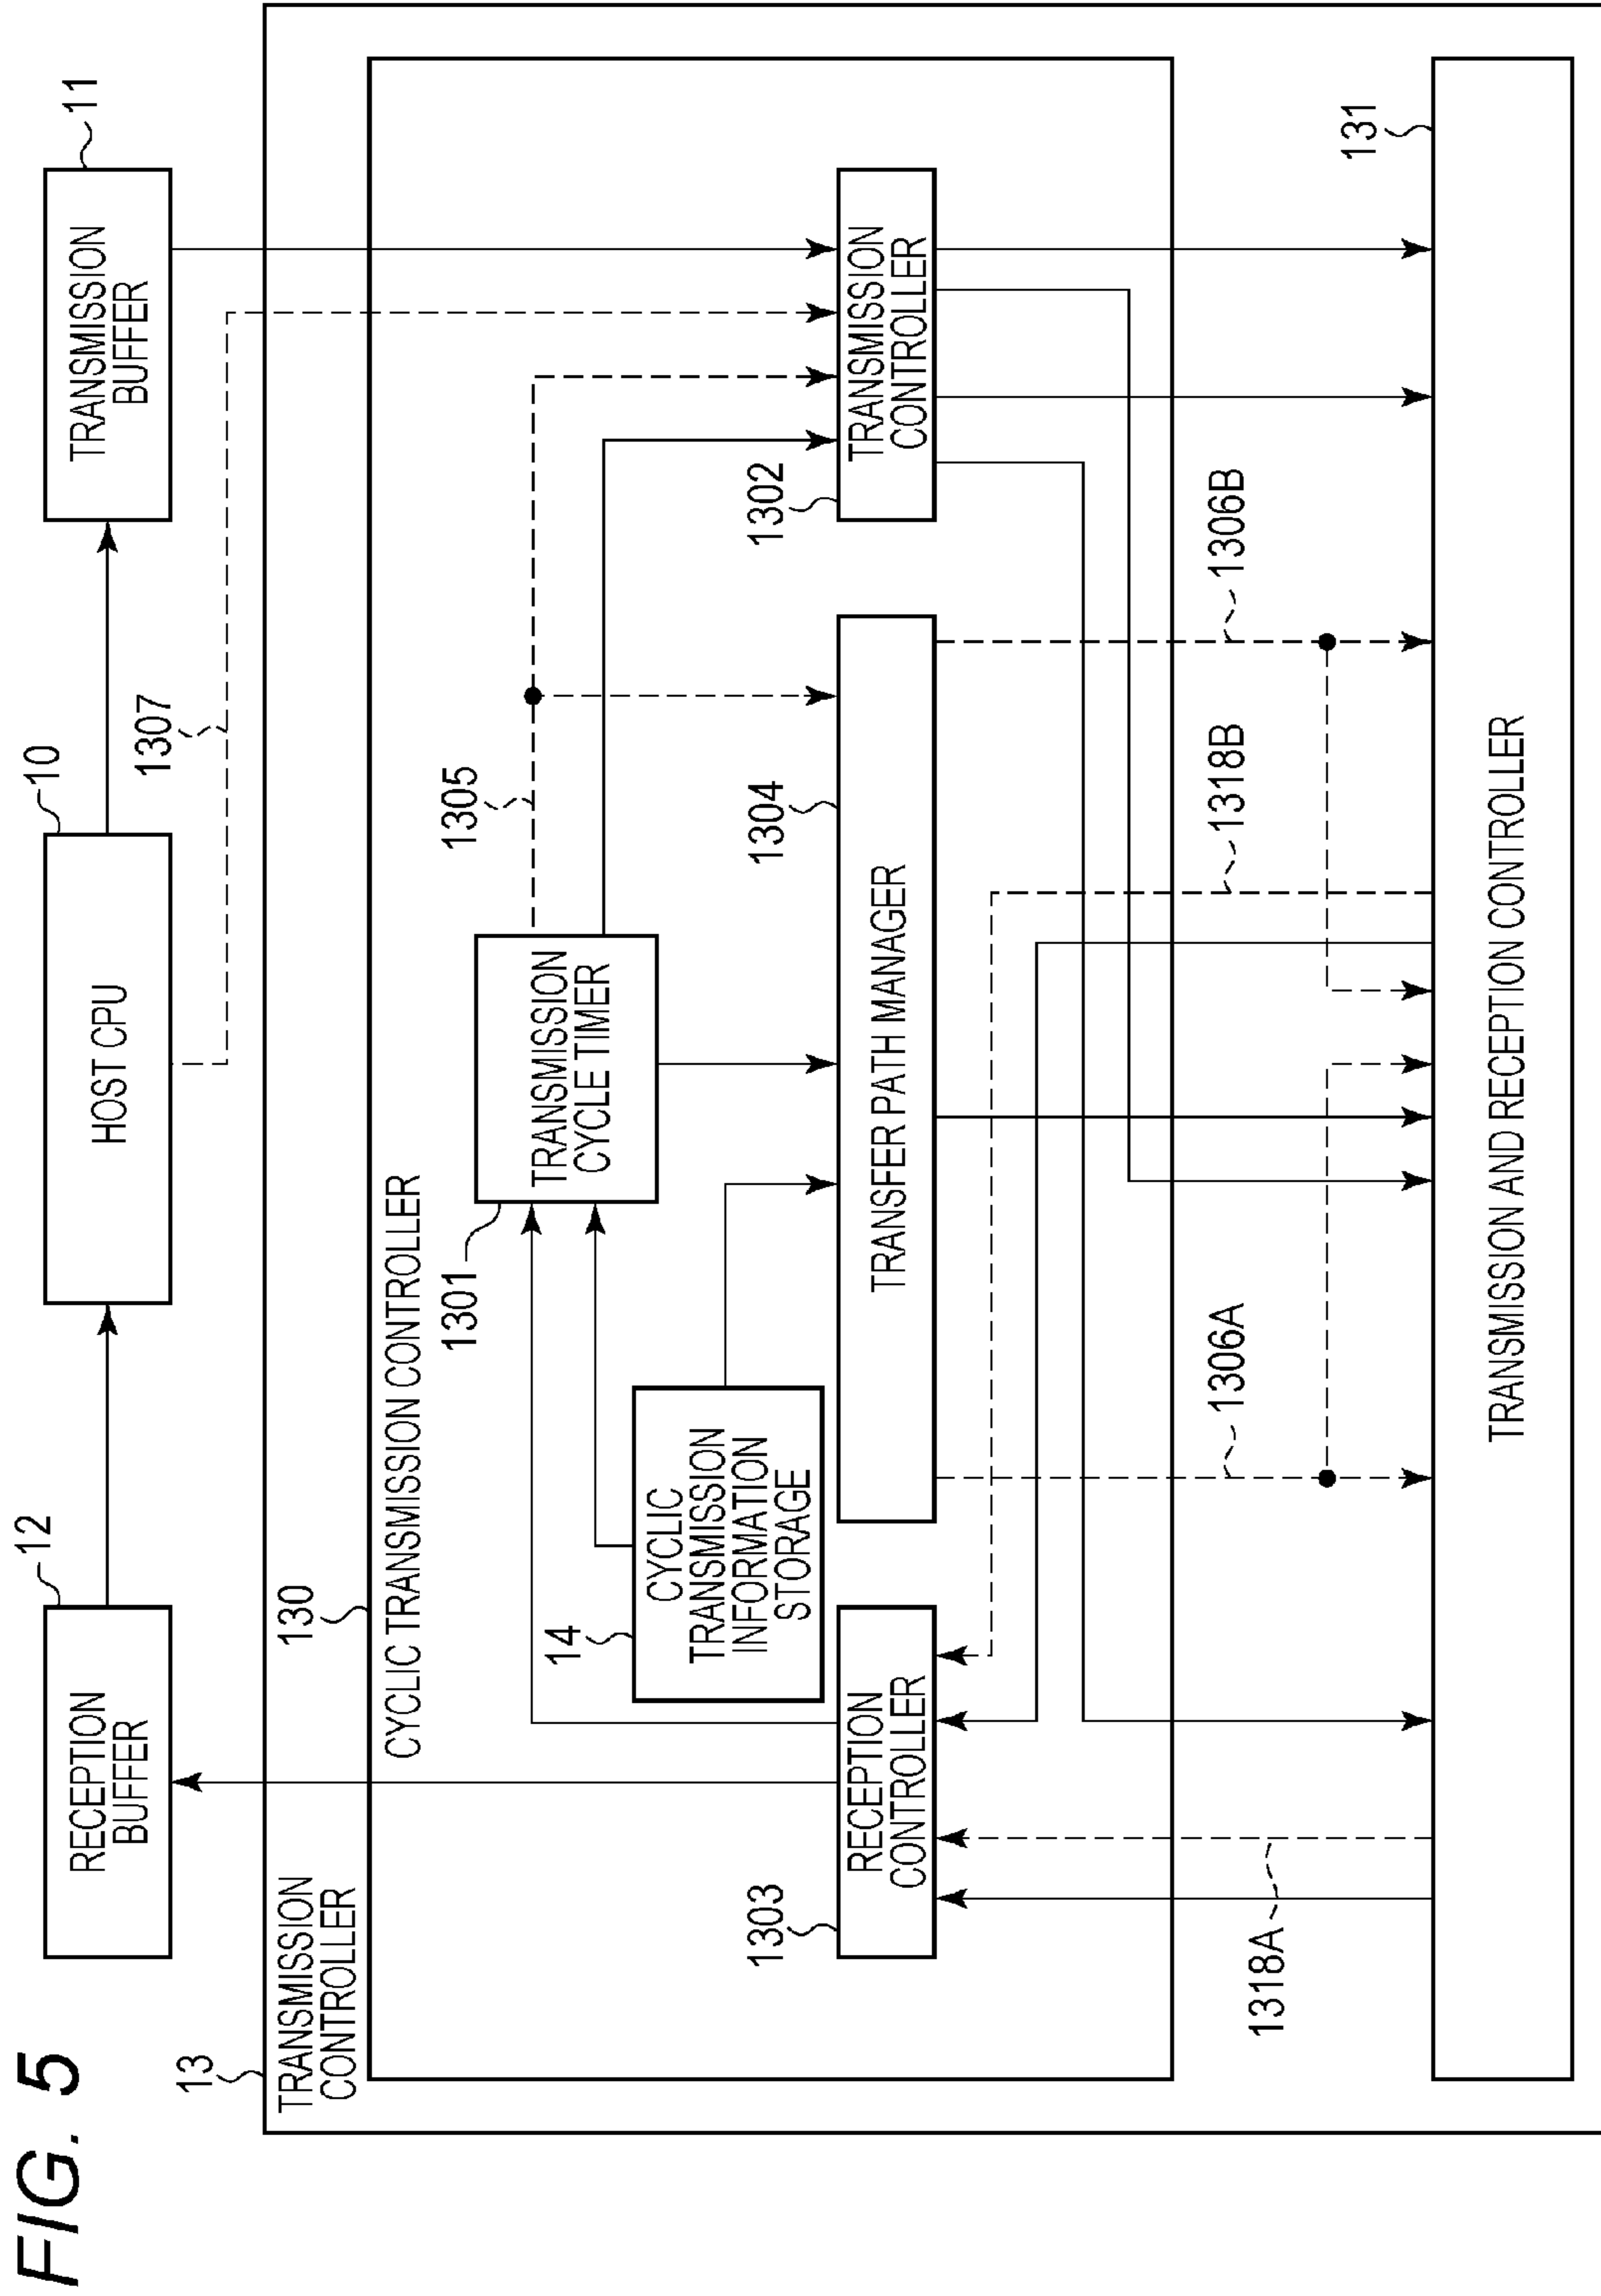 FIG. 5
12
RECEPTION
BUFFER
10
HOST CPU
11
TRANSMISSION
BUFFER
1307
13
TRANSMISSION
CONTROLLER
130
CYCLIC TRANSMISSION CONTROLLER
1305
1301
TRANSMISSION
CYCLE TIMER
14
CYCLIC
TRANSMISSION
INFORMATION
STORAGE
1303
RECEPTION
CONTROLLER
1304
TRANSFER PATH MANAGER
1302
TRANSMISSION
CONTROLLER
1318A
1306A
1318B
1306B
131
TRANSMISSION AND RECEPTION CONTROLLER